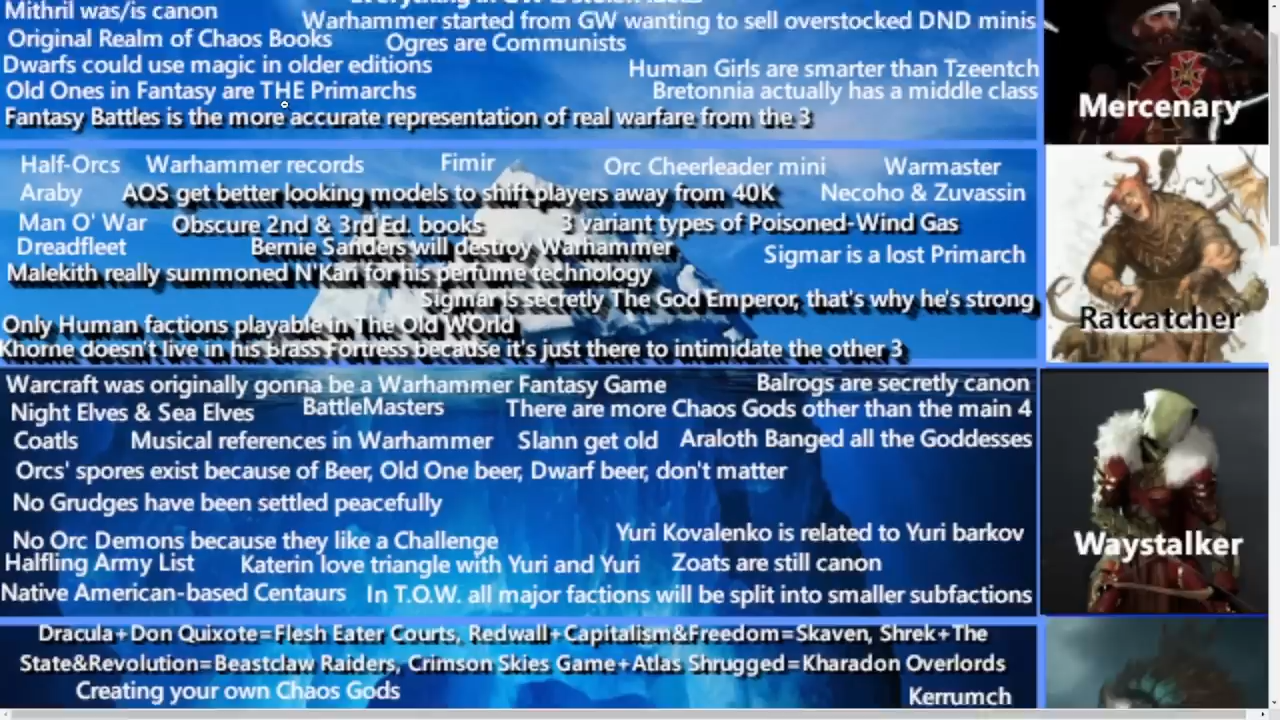 Mithril was/is canon
Warhammer started from GW wanting to sell overstocked DND minis
Original Realm of Chaos Books
Ogres are Communists
Dwarfs could use magic in older editions
Human Girls are smarter than Tzeentch
Old Ones in Fantasy are THE Primarchs
Bretonnia actually has a middle class
Fantasy Battles is the more accurate representation of real warfare from the 3
Mercenary
Half-Orcs
Warhammer records
Fimir
Orc Cheerleader mini
Warmaster
Araby
AOS get better looking models to shift players away from 40K
Necoho & Zuvassin
Man O' War
Obscure 2nd & 3rd Ed. books
3 variant types of Poisoned-Wind Gas
Dreadfleet
Bernie Sanders will destroy Warhammer
Sigmar is a lost Primarch
Malekith really summoned N'Kari for his perfume technology
Sigmar is secretly The God Emperor, that's why he's strong
Only Human factions playable in The Old WOrld
Khorne doesn't live in his Brass Fortress because it's just there to intimidate the other 3
Ratcatcher
Warcraft was originally gonna be a Warhammer Fantasy Game
Balrogs are secretly canon
Night Elves & Sea Elves
BattleMasters
There are more Chaos Gods other than the main 4
Coatls
Musical references in Warhammer
Slann get old
Araloth Banged all the Goddesses
Orcs' spores exist because of Beer, Old One beer, Dwarf beer, don't matter
No Grudges have been settled peacefully
No Orc Demons because they like a Challenge
Yuri Kovalenko is related to Yuri barkov
Halfling Army List
Katerin love triangle with Yuri and Yuri
Zoats are still canon
Native American-based Centaurs
In T.O.W. all major factions will be split into smaller subfactions
Waystalker
Dracula+Don Quixote=Flesh Eater Courts, Redwall+Capitalism&Freedom=Skaven, Shrek+The
State&Revolution=Beastclaw Raiders, Crimson Skies Game+Atlas Shrugged=Kharadon Overlords
Creating your own Chaos Gods
Kerrumch